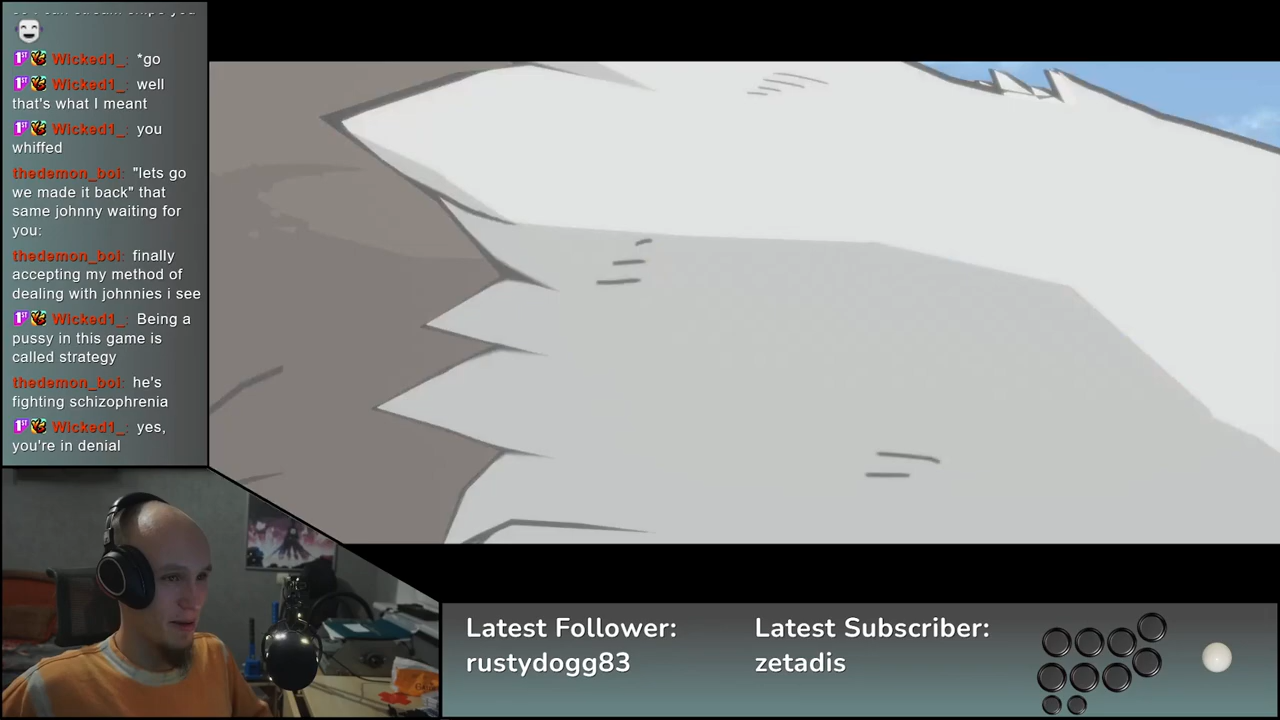 Wicked1_: *go
Wicked1_: well
that's what I meant
Wicked1_: you
whiffed
thedemon_boi: "lets go
we made it back" that
same johnny waiting for
you:
thedemon_boi: finally
accepting my method of
dealing with johnnies i see
Wicked1_: Being a
pussy in this game is
called strategy
thedemon_boi: he's
fighting schizophrenia
Wicked1_: yes,
you're in denial
Latest Follower:
rustydogg83
Latest Subscriber:
zetadis